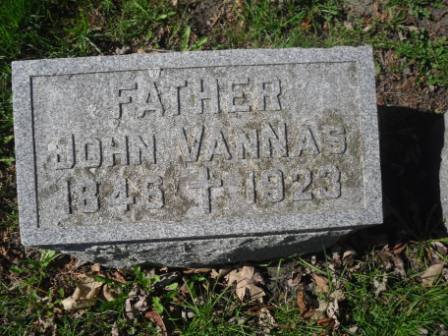 FATHER
JOHN VANNAS
1846 ✝ 1923